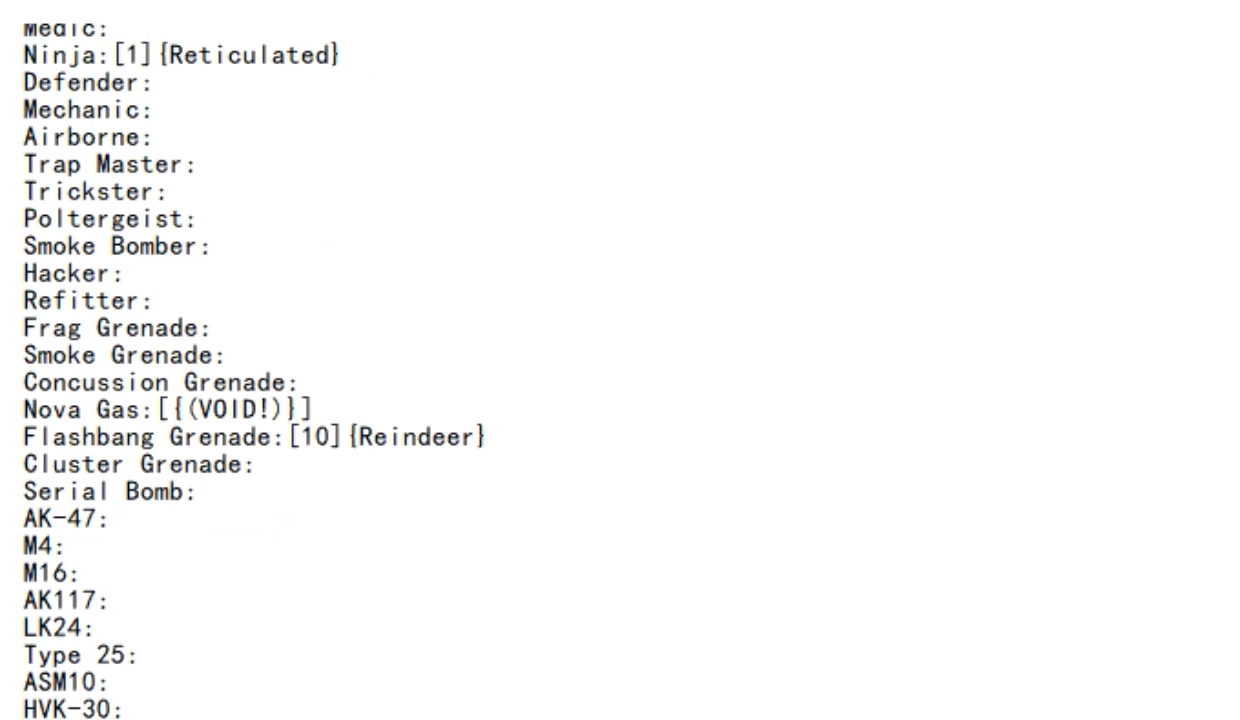 Medic:
Ninja:[1]{Reticulated}
Defender:
Mechanic:
Airborne:
Trap Master:
Trickster:
Poltergeist:
Smoke Bomber:
Hacker:
Refitter:
Frag Grenade:
Smoke Grenade:
Concussion Grenade:
Nova Gas:[{(VOID!)}]
Flashbang Grenade:[10]{Reindeer}
Cluster Grenade:
Serial Bomb:
AK-47:
M4:
M16:
AK117:
LK24:
Type 25:
ASM10:
HVK-30: